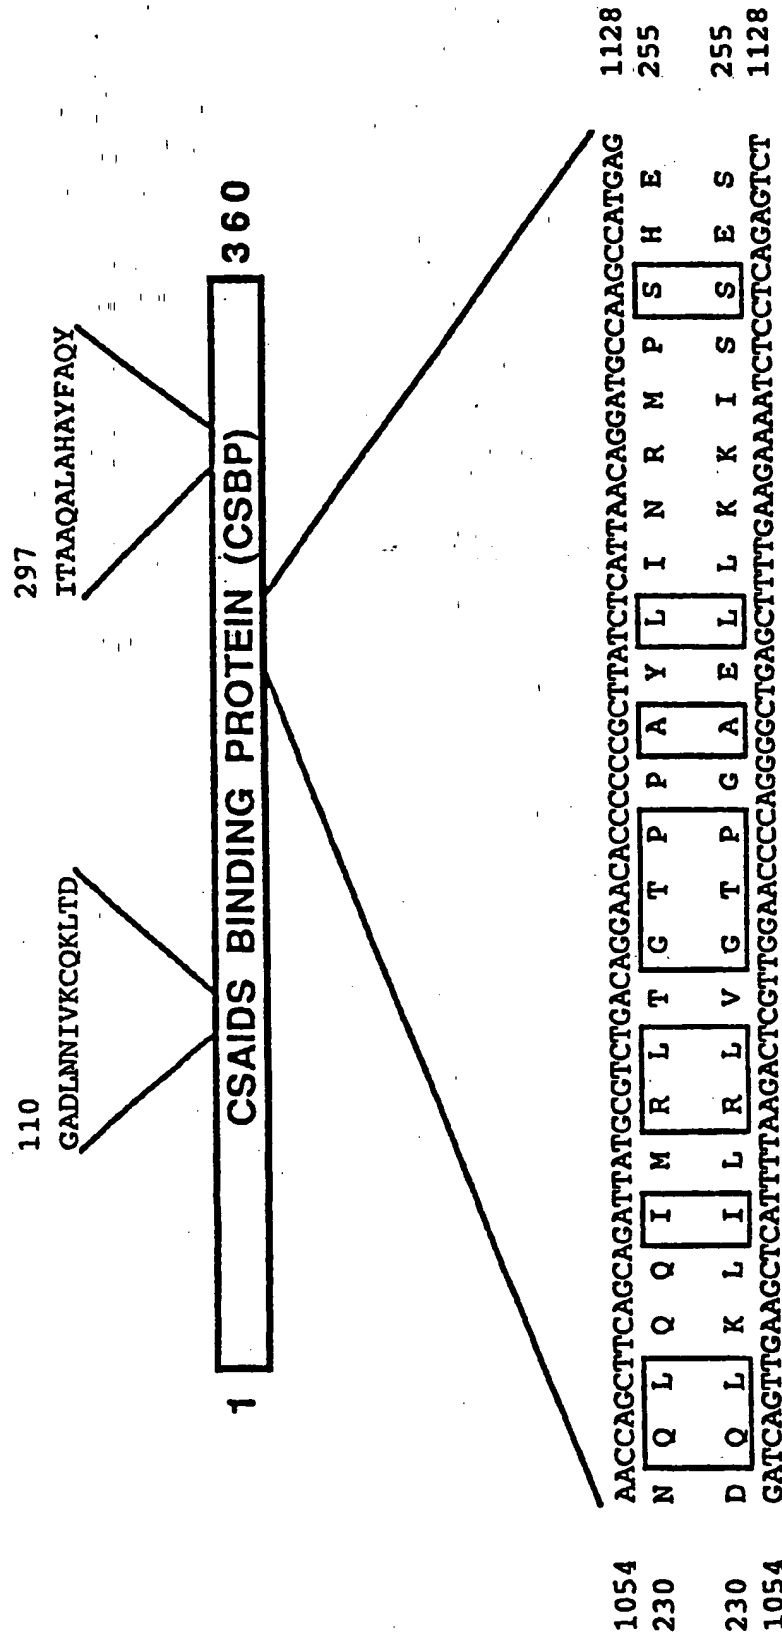 110
297
GADLNNIVKCQKLTD
ITAAQALAHAYFAQY
1 CSAIDS BINDING PROTEIN (CSBP) 360
1054 AACCAGCTTCAGCAGATTATGCGTCTGACAGGAACACCCCCCGCTTATCTCATTAACAGGATGCCAAGCCATGAG 1128
230 N Q L Q Q I M R L T G T P P A Y L I N R M P S H E 255
230 D Q L K L I L R L V G T P G A E L L K K I S S E S 255
1054 GATCAGTTGAAGCTCATTTTAAGACTCGTTGGAACCCCAGGGGCTGAGCTTTTGAAGAAAATCTCCTCAGAGTCT 1128